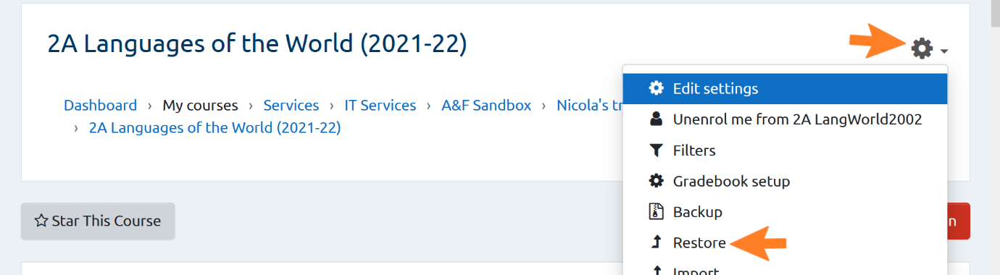 2A Languages of the World (2021-22)
Edit settings
Dashboard › My courses › Services › IT Services › A&F Sandbox › Nicola's
› 2A Languages of the World (2021-22)
Unenrol me from 2A LangWorld2002
Filters
Gradebook setup
Backup
Star This Course
Restore
Import